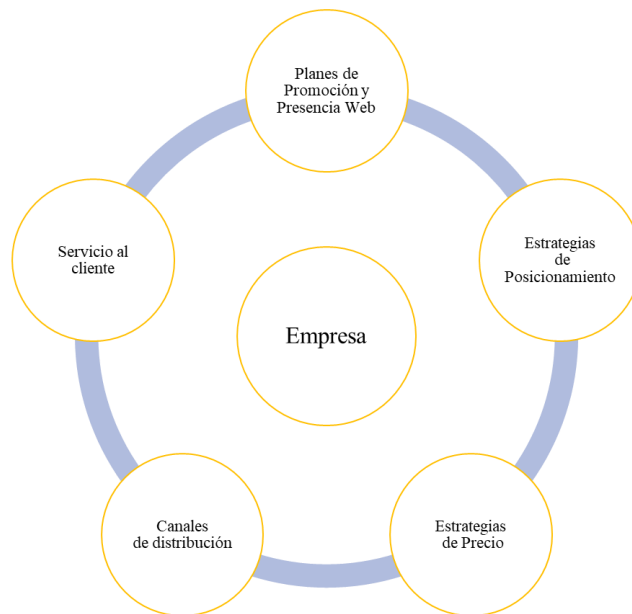 Planes de
Promoción y
Presencia Web
Servicio al
cliente
Estrategias
de
Posicionamiento
Empresa
Canales
de distribución
Estrategias
de Precio